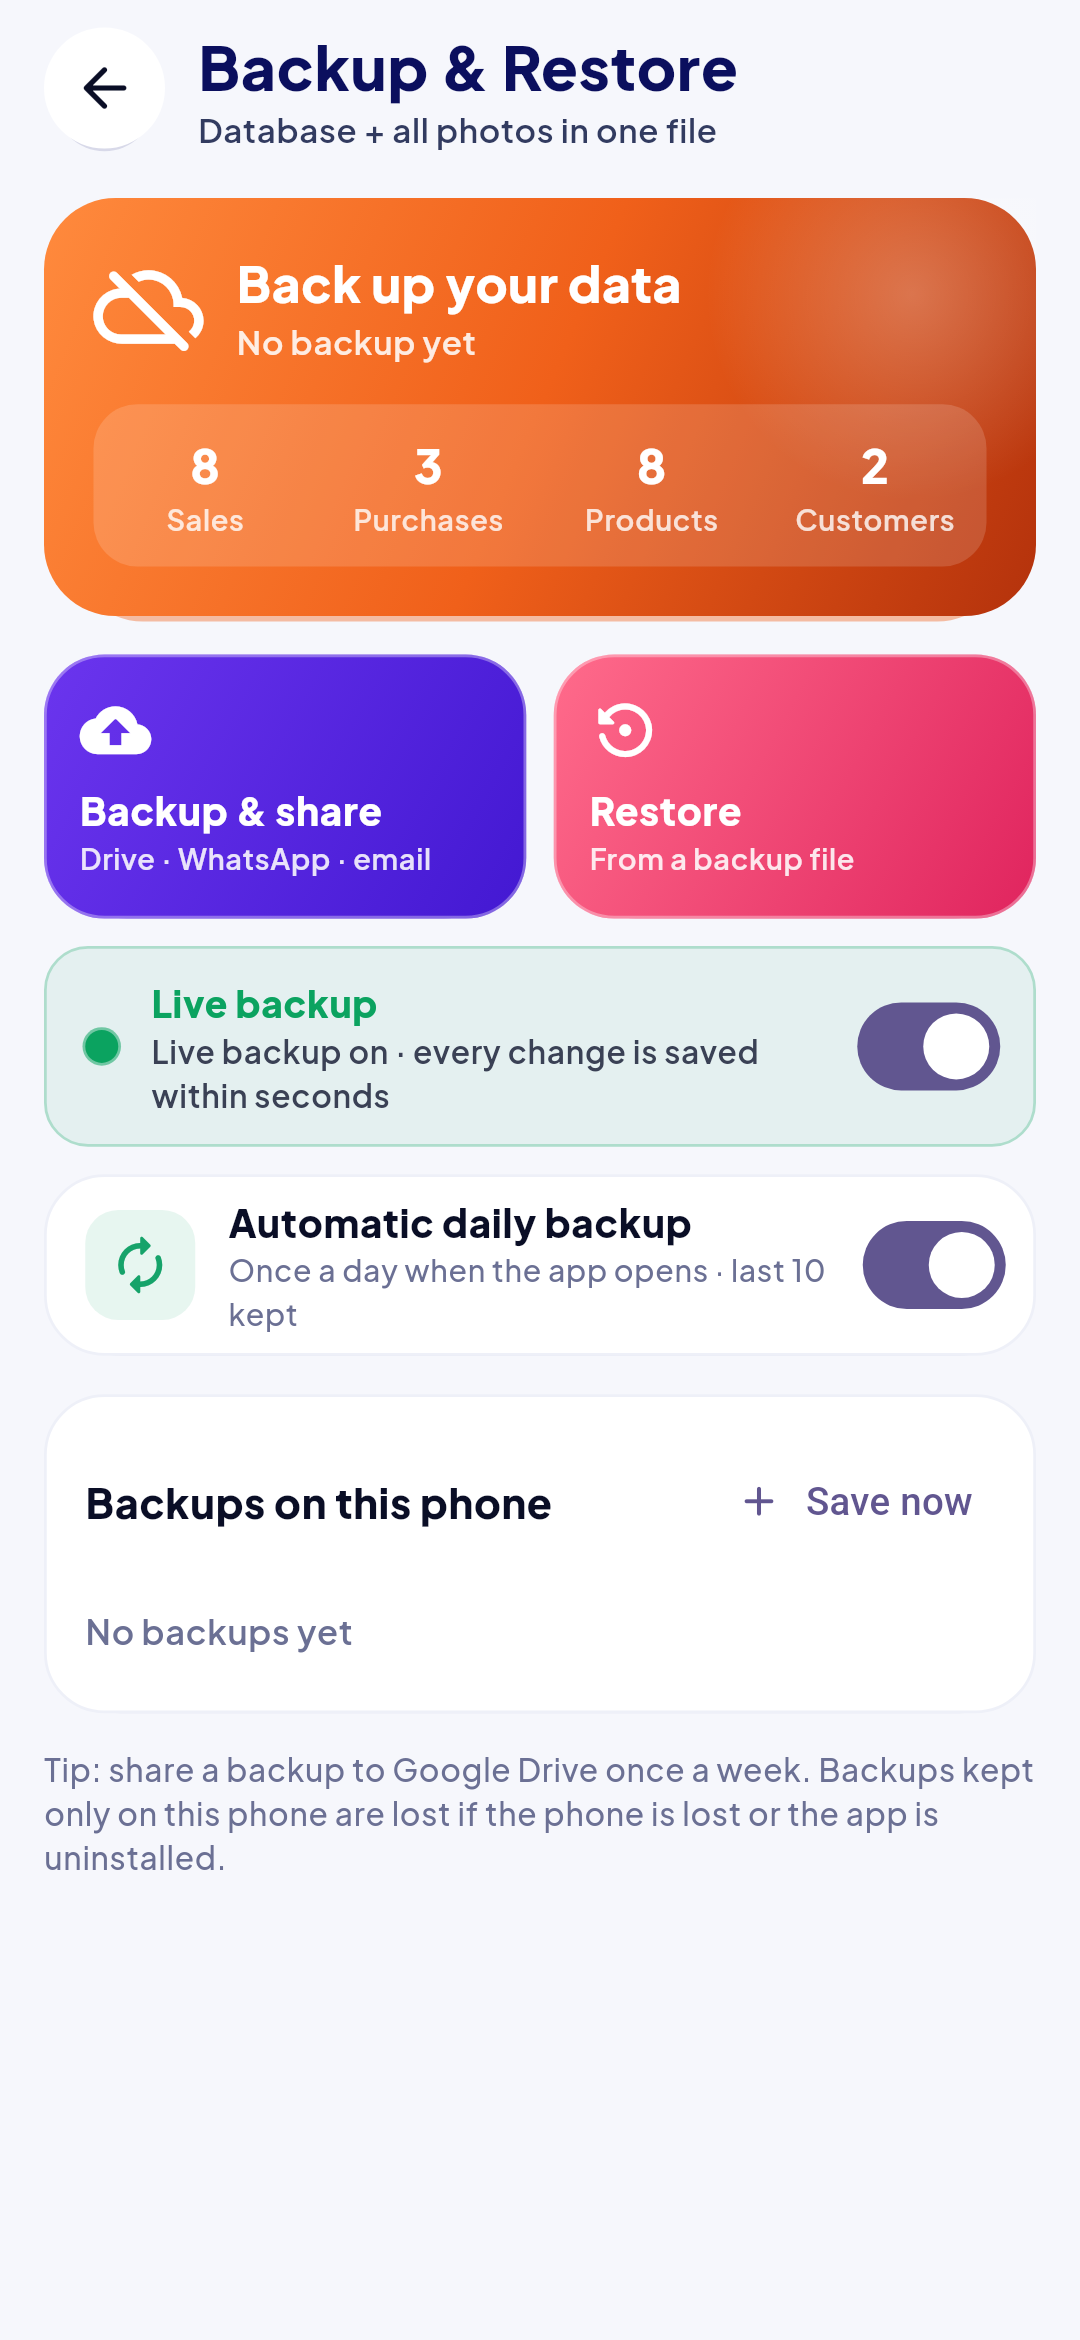 Backup & Restore
Database + all photos in one file
Back up your data
No backup yet
8 3 8 2
Sales Purchases Products Customers
Backup & share
Drive · WhatsApp · email
Restore
From a backup file
Live backup
Live backup on · every change is saved
within seconds
Automatic daily backup
Once a day when the app opens · last 10
kept
Backups on this phone
+ Save now
No backups yet
Tip: share a backup to Google Drive once a week. Backups kept
only on this phone are lost if the phone is lost or the app is
uninstalled.